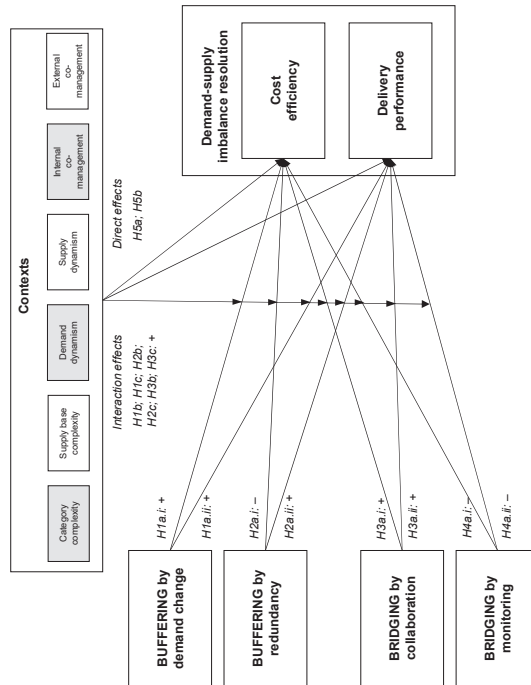 Contexts
Category
complexity
Supply base
complexity
Demand
dynamism
Supply
dynamism
Internal
co-
management
External
co-
management
Interaction effects
H1b; H1c; H2b;
H2c; H3b; H3c: +
Direct effects
H5a; H5b
BUFFERING by
demand change
H1a.i: +
H1a.ii: +
BUFFERING by
redundancy
H2a.i: –
H2a.ii: +
BRIDGING by
collaboration
H3a.i: +
H3a.ii: +
BRIDGING by
monitoring
H4a.i: –
H4a.ii: –
Demand-supply
imbalance resolution
Cost
efficiency
Delivery
performance